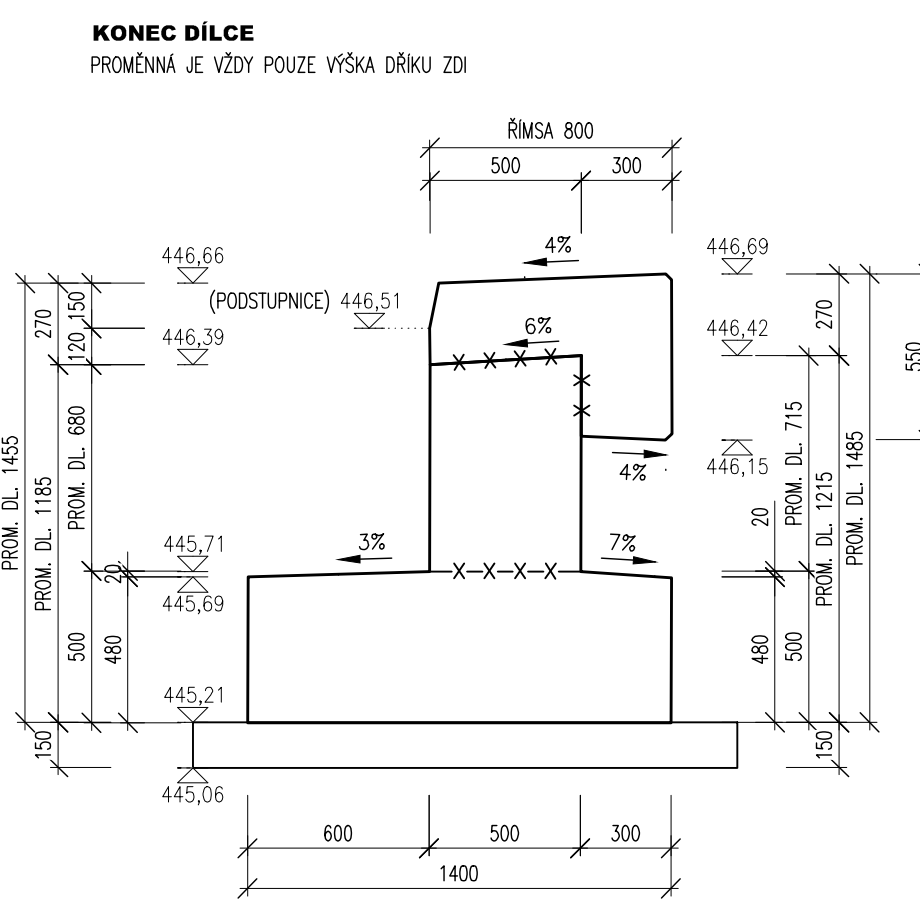 KONEC DÍLCE
PROMĚNNÁ JE VŽDY POUZE VÝŠKA DŘÍKU ZDI
ŘÍMSA 800
500 300
446,66 4% 446,69
(PODSTUPNICE) 446,51
150
270
120
446,39 6% 446,42
270
550
PROM. DL. 1455
PROM. DL. 1185
PROM. DL. 680
4% 446,15
PROM. DL. 715
PROM. DL. 1215
PROM. DL. 1485
445,71 3% 7%
20 20
445,69
500 480 480 500
445,21
150 150
445,06
600 500 300
1400